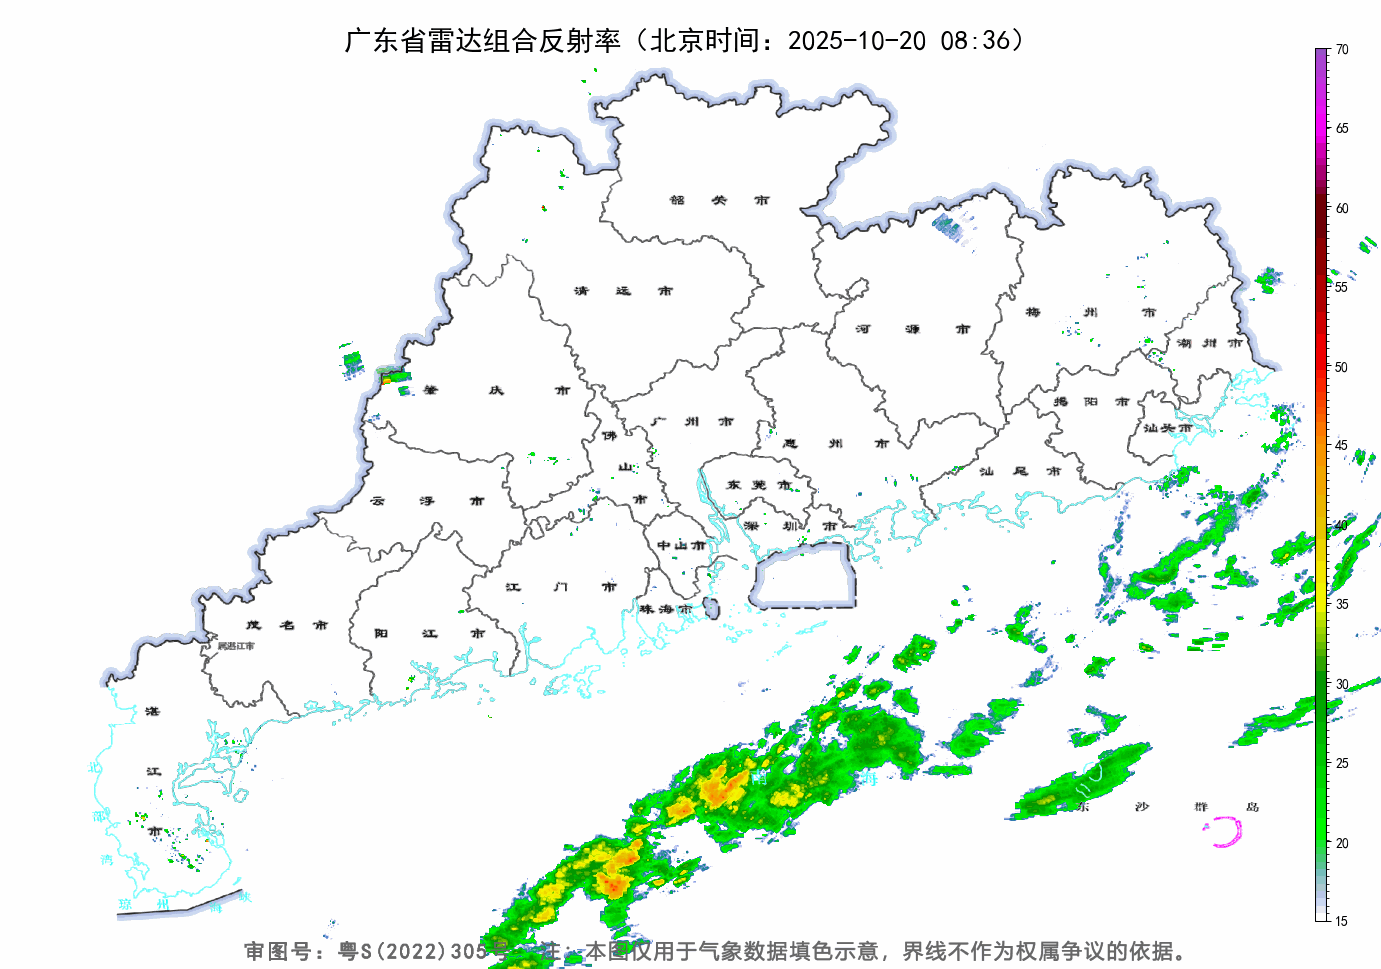 广东省雷达组合反射率（北京时间：2025-10-20 08:36）
70
65
60
55
50
45
40
35
30
25
20
15
韶关市
清远市
河源市
梅州市
潮州市
肇庆市
广州市
揭阳市
汕头市
佛山市
惠州市
汕尾市
东莞市
云浮市
深圳市
中山市
江门市
珠海市
茂名市
阳江市
属湛江市
湛江市
南海
东沙群岛
北部湾
琼州海峡
审图号：粤S(2022)305号 注：本图仅用于气象数据填色示意，界线不作为权属争议的依据。